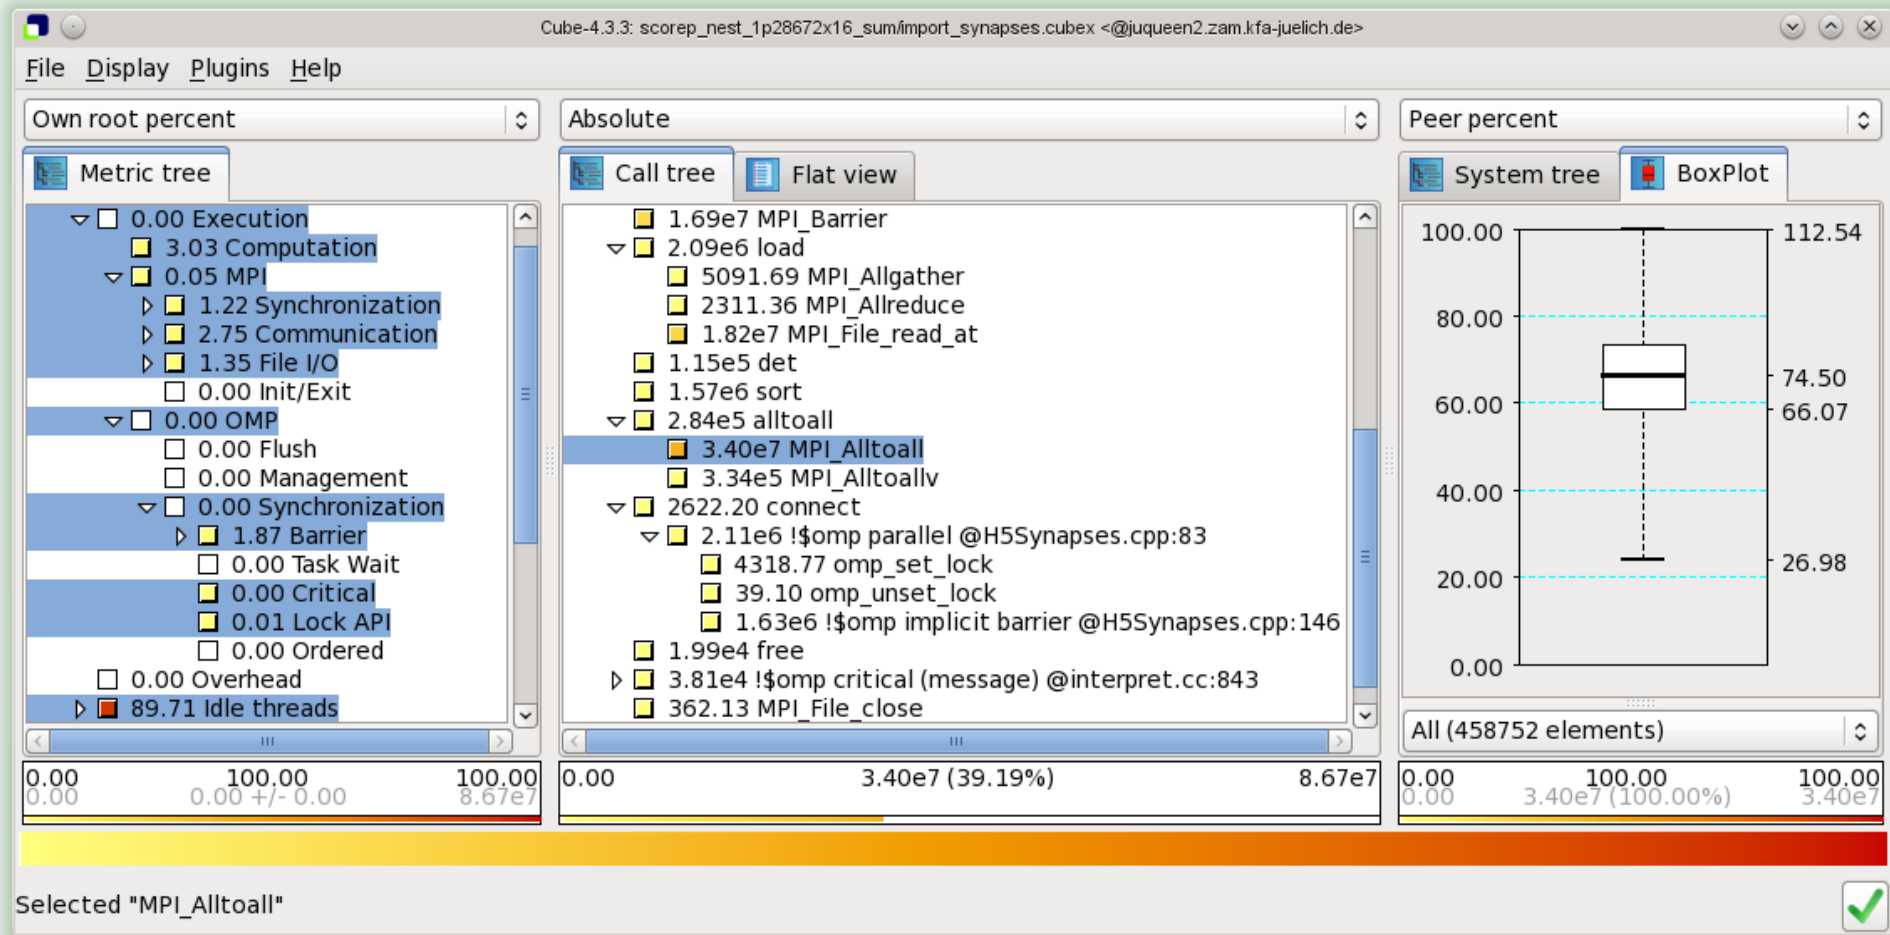 Cube-4.3.3: scorep_nest_1p28672x16_sum/import_synapses.cubex <@juqueen2.zam.kfa-juelich.de>
File Display Plugins Help
Own root percent
Metric tree
0.00 Execution
3.03 Computation
0.05 MPI
1.22 Synchronization
2.75 Communication
1.35 File I/O
0.00 Init/Exit
0.00 OMP
0.00 Flush
0.00 Management
0.00 Synchronization
1.87 Barrier
0.00 Task Wait
0.00 Critical
0.01 Lock API
0.00 Ordered
0.00 Overhead
89.71 Idle threads
0.00 100.00 100.00
0.00 0.00 +/- 0.00 8.67e7
Absolute
Call tree Flat view
1.69e7 MPI_Barrier
2.09e6 load
5091.69 MPI_Allgather
2311.36 MPI_Allreduce
1.82e7 MPI_File_read_at
1.15e5 det
1.57e6 sort
2.84e5 alltoall
3.40e7 MPI_Alltoall
3.34e5 MPI_Alltoallv
2622.20 connect
2.11e6 !$omp parallel @H5Synapses.cpp:83
4318.77 omp_set_lock
39.10 omp_unset_lock
1.63e6 !$omp implicit barrier @H5Synapses.cpp:146
1.99e4 free
3.81e4 !$omp critical (message) @interpret.cc:843
362.13 MPI_File_close
0.00 3.40e7 (39.19%) 8.67e7
Peer percent
System tree BoxPlot
100.00 112.54
80.00
74.50
60.00 66.07
40.00
26.98
20.00
0.00
All (458752 elements)
0.00 100.00 100.00
0.00 3.40e7 (100.00%) 3.40e7
Selected "MPI_Alltoall"